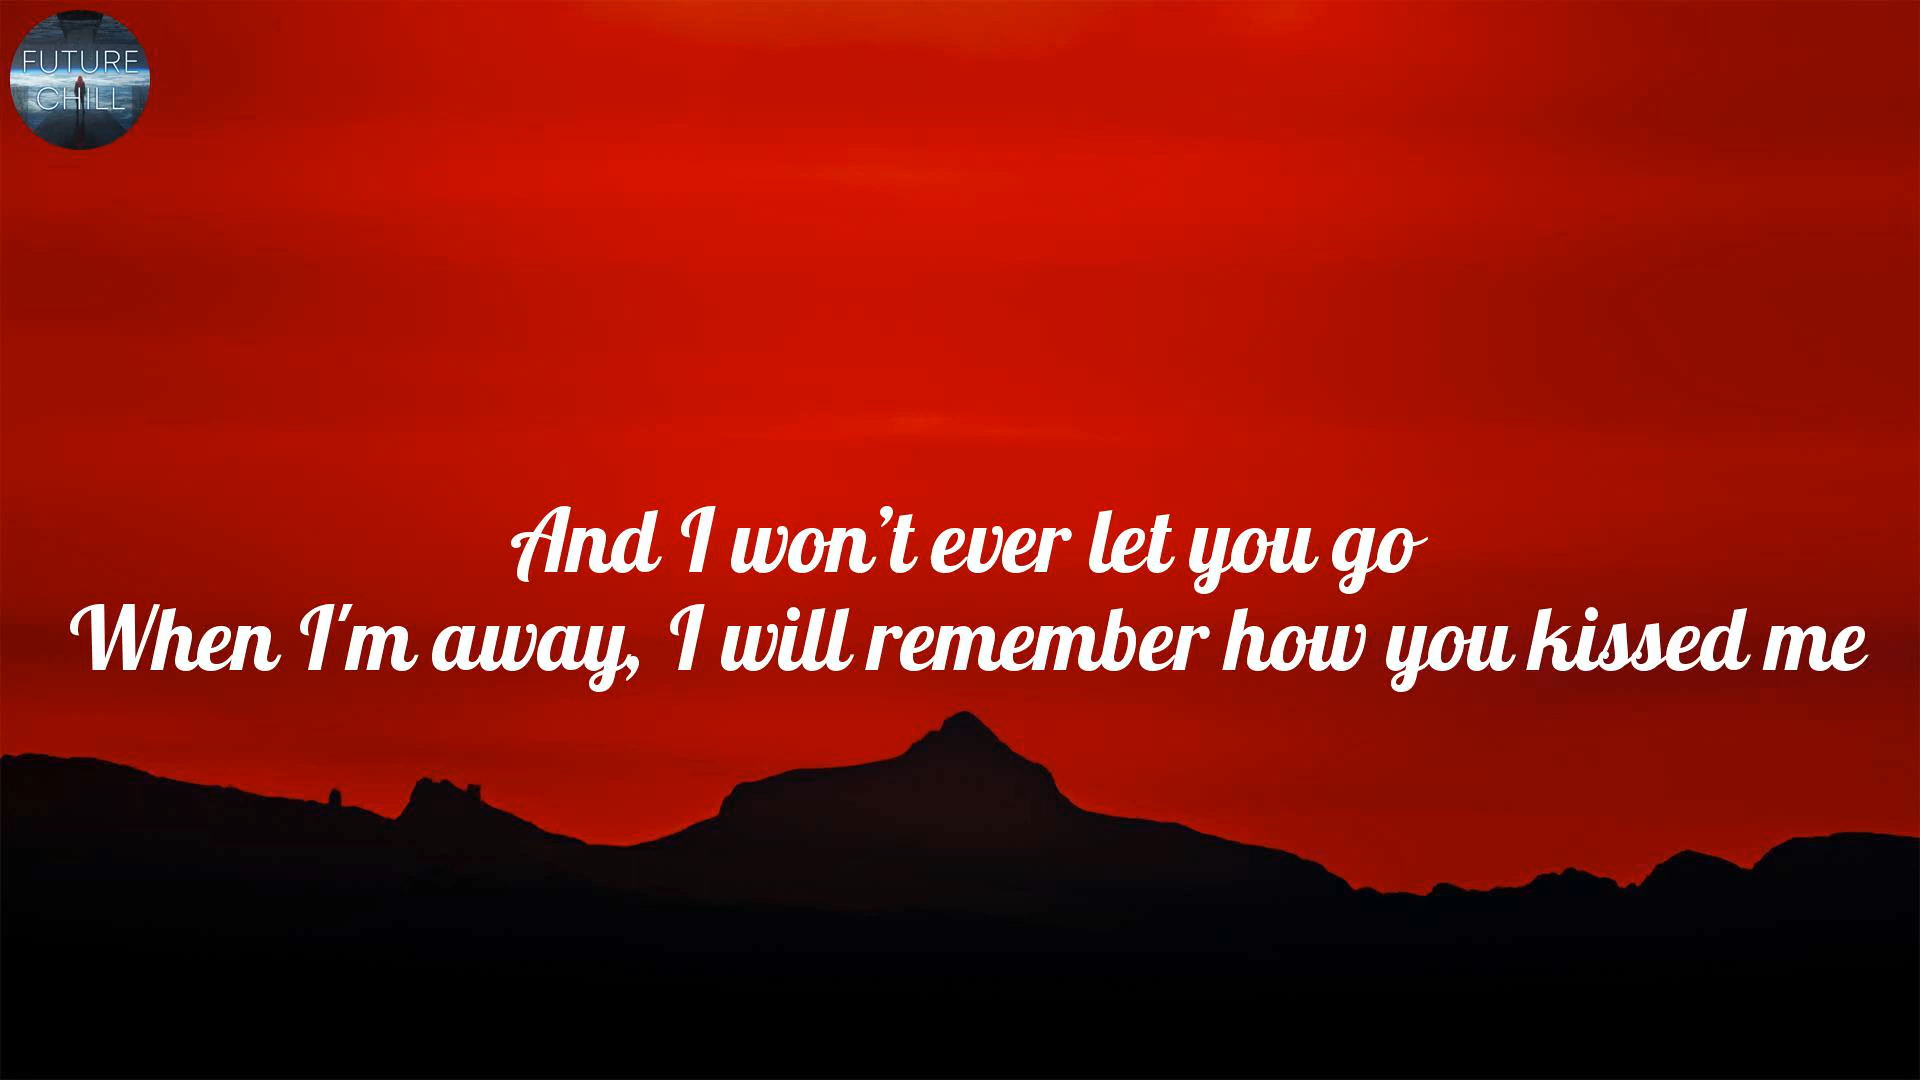 FUTURE
CHILL
And I won’t ever let you go
When I'm away, I will remember how you kissed me